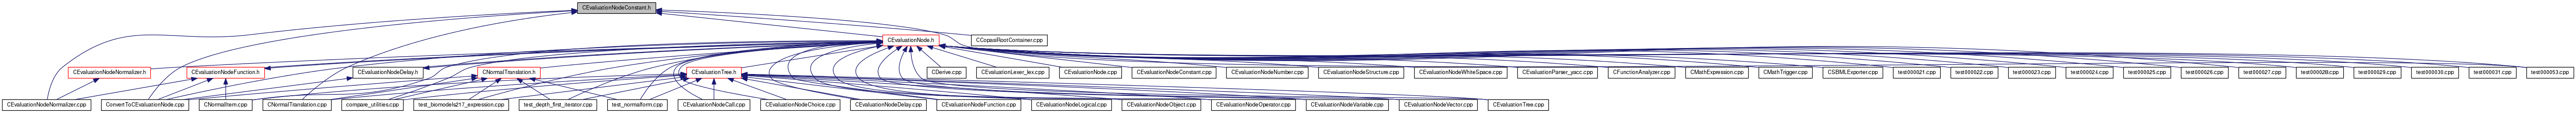 CEvaluationNodeConstant.h
CEvaluationNode.h
CCopasiRootContainer.cpp
CEvaluationNodeNormalizer.h
CEvaluationNodeFunction.h
CEvaluationNodeDelay.h
CNormalTranslation.h
CEvaluationTree.h
CDerive.cpp
CEvaluationLexer_lex.cpp
CEvaluationNode.cpp
CEvaluationNodeConstant.cpp
CEvaluationNodeNumber.cpp
CEvaluationNodeStructure.cpp
CEvaluationNodeWhiteSpace.cpp
CEvaluationParser_yacc.cpp
CFunctionAnalyzer.cpp
CMathExpression.cpp
CMathTrigger.cpp
CSBMLExporter.cpp
test000021.cpp
test000022.cpp
test000023.cpp
test000024.cpp
test000025.cpp
test000026.cpp
test000027.cpp
test000028.cpp
test000029.cpp
test000030.cpp
test000031.cpp
test000053.cpp
CEvaluationNodeNormalizer.cpp
ConvertToCEvaluationNode.cpp
CNormalItem.cpp
CNormalTranslation.cpp
compare_utilities.cpp
test_biomodels217_expression.cpp
test_depth_first_iterator.cpp
test_normalform.cpp
CEvaluationNodeCall.cpp
CEvaluationNodeChoice.cpp
CEvaluationNodeDelay.cpp
CEvaluationNodeFunction.cpp
CEvaluationNodeLogical.cpp
CEvaluationNodeObject.cpp
CEvaluationNodeOperator.cpp
CEvaluationNodeVariable.cpp
CEvaluationNodeVector.cpp
CEvaluationTree.cpp